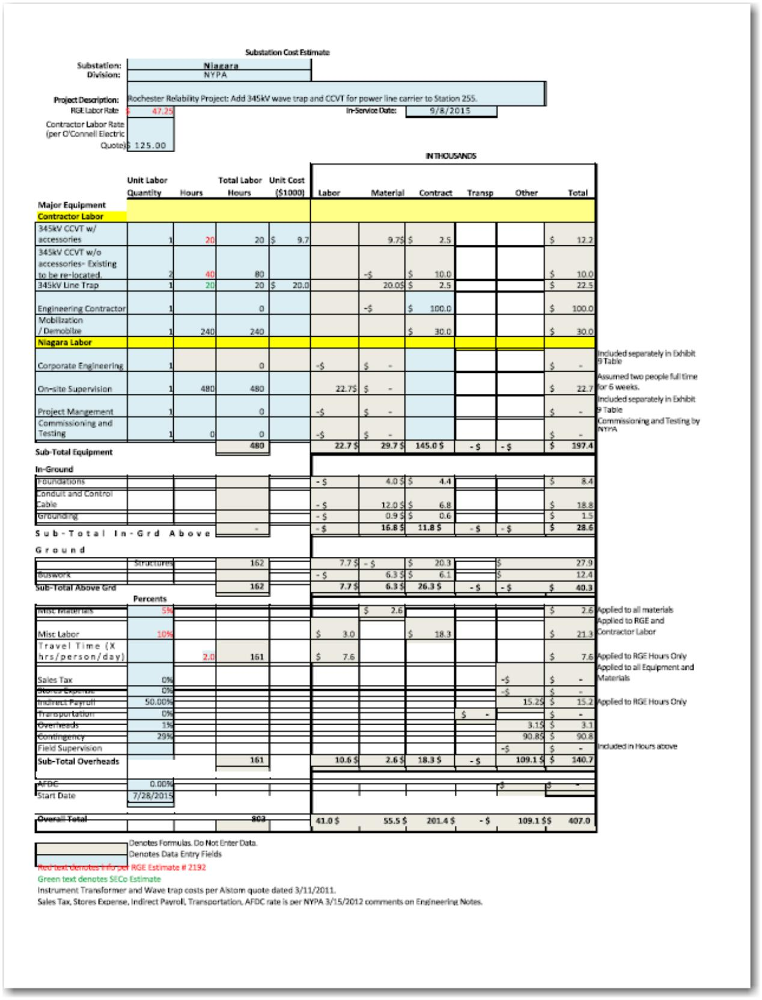 Substation Cost Estimate
Substation: Niagara
Division: NYPA
Project Description: Rochester Relability Project: Add 345kV wave trap and CCVT for power line carrier to Station 255.
RGE Labor Rate $ 47.25 In-Service Date: 9/8/2015
Contractor Labor Rate
(per O'Connell Electric
Quote) $ 125.00
IN THOUSANDS
Unit Labor Total Labor Unit Cost
Quantity Hours Hours ($1000) Labor Material Contract Transp Other Total
Major Equipment
Contractor Labor
345kV CCVT w/
accessories 1 20 20 $ 9.7 9.7$ $ 2.5 $ 12.2
345kV CCVT w/o
accessories- Existing
to be re-located. 2 40 80 -$ $ 10.0 $ 10.0
345kV Line Trap 1 20 20 $ 20.0 20.0$ $ 2.5 $ 22.5
Engineering Contractor 1 0 -$ $ 100.0 $ 100.0
Mobilization
/ Demobilze 1 240 240 $ 30.0 $ 30.0
Niagara Labor
Included separately in Exhibit
Corporate Engineering 1 0 -$ $ - $ - 9 Table
Assumed two people full time
On-site Supervision 1 480 480 22.7$ $ - $ 22.7 for 6 weeks.
Included separately in Exhibit
Project Mangement 1 0 -$ $ - $ - 9 Table
Commissioning and Commissioning and Testing by
Testing 1 0 0 -$ $ - $ - NYPA
Sub-Total Equipment 480 22.7 $ 29.7 $ 145.0 $ - $ - $ $ 197.4
In-Ground
Foundations - $ 4.0 $ $ 4.4 $ 8.4
Conduit and Control
Cable - $ 12.0 $ $ 6.8 $ 18.8
Grounding - $ 0.9 $ $ 0.6 $ 1.5
Sub-Total In-Grd Above - - $ 16.8 $ 11.8 $ - $ - $ $ 28.6
Ground
Structures 162 7.7 $ - $ $ 20.3 $ 27.9
Buswork - $ 6.3 $ $ 6.1 $ 12.4
Sub-Total Above Grd 162 7.7 $ 6.3 $ 26.3 $ - $ - $ $ 40.3
Percents
Misc Materials 5% $ 2.6 $ 2.6 Applied to all materials
Applied to RGE and
Misc Labor 10% $ 3.0 $ 18.3 $ 21.3 Contractor Labor
Travel Time (X
hrs/person/day) 2.0 161 $ 7.6 $ 7.6 Applied to RGE Hours Only
Applied to all Equipment and
Sales Tax 0% -$ $ - Materials
Stores Expense 0% -$ $ -
Indirect Payroll 50.00% 15.2$ $ 15.2 Applied to RGE Hours Only
Transportation 0% $ - $ -
Overheads 1% 3.1$ $ 3.1
Contingency 29% 90.8$ $ 90.8
Field Supervision -$ $ - Included in Hours above
Sub-Total Overheads 161 10.6 $ 2.6 $ 18.3 $ - $ 109.1 $ $ 140.7
AFDC 0.00% -$ $ -
Start Date 7/28/2015
Overall Total 803 41.0 $ 55.5 $ 201.4 $ - $ 109.1 $$ 407.0
Denotes Formulas. Do Not Enter Data.
Denotes Data Entry Fields
Red text denotes info per RGE Estimate # 2192
Green text denotes SECo Estimate
Instrument Transformer and Wave trap costs per Alstom quote dated 3/11/2011.
Sales Tax, Stores Expense, Indirect Payroll, Transportation, AFDC rate is per NYPA 3/15/2012 comments on Engineering Notes.